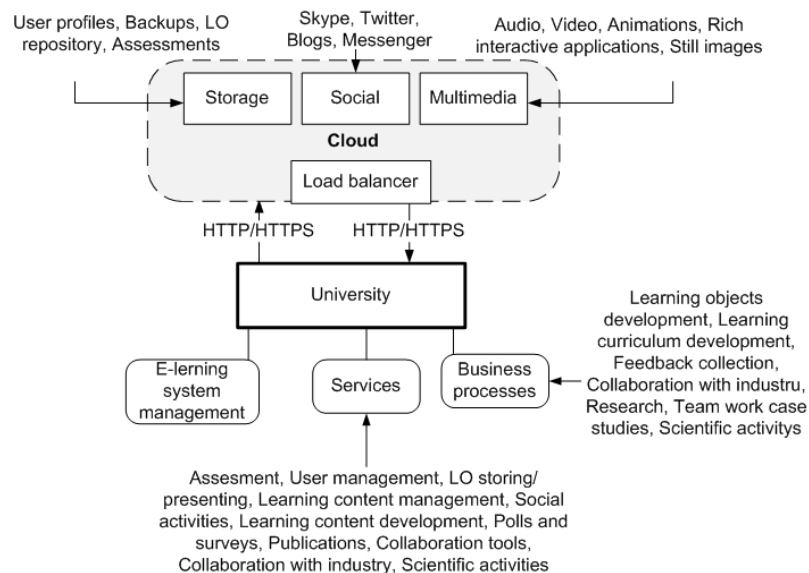 User profiles, Backups, LO
repository, Assessments
Skype, Twitter,
Blogs, Messenger
Audio, Video, Animations, Rich
interactive applications, Still images
Storage
Social
Multimedia
Cloud
Load balancer
HTTP/HTTPS
HTTP/HTTPS
University
E-lerning
system
management
Services
Business
processes
Learning objects
development, Learning
curriculum development,
Feedback collection,
Collaboration with industru,
Research, Team work case
studies, Scientific activitys
Assesment, User management, LO storing/
presenting, Learning content management, Social
activities, Learning content development, Polls and
surveys, Publications, Collaboration tools,
Collaboration with industry, Scientific activities